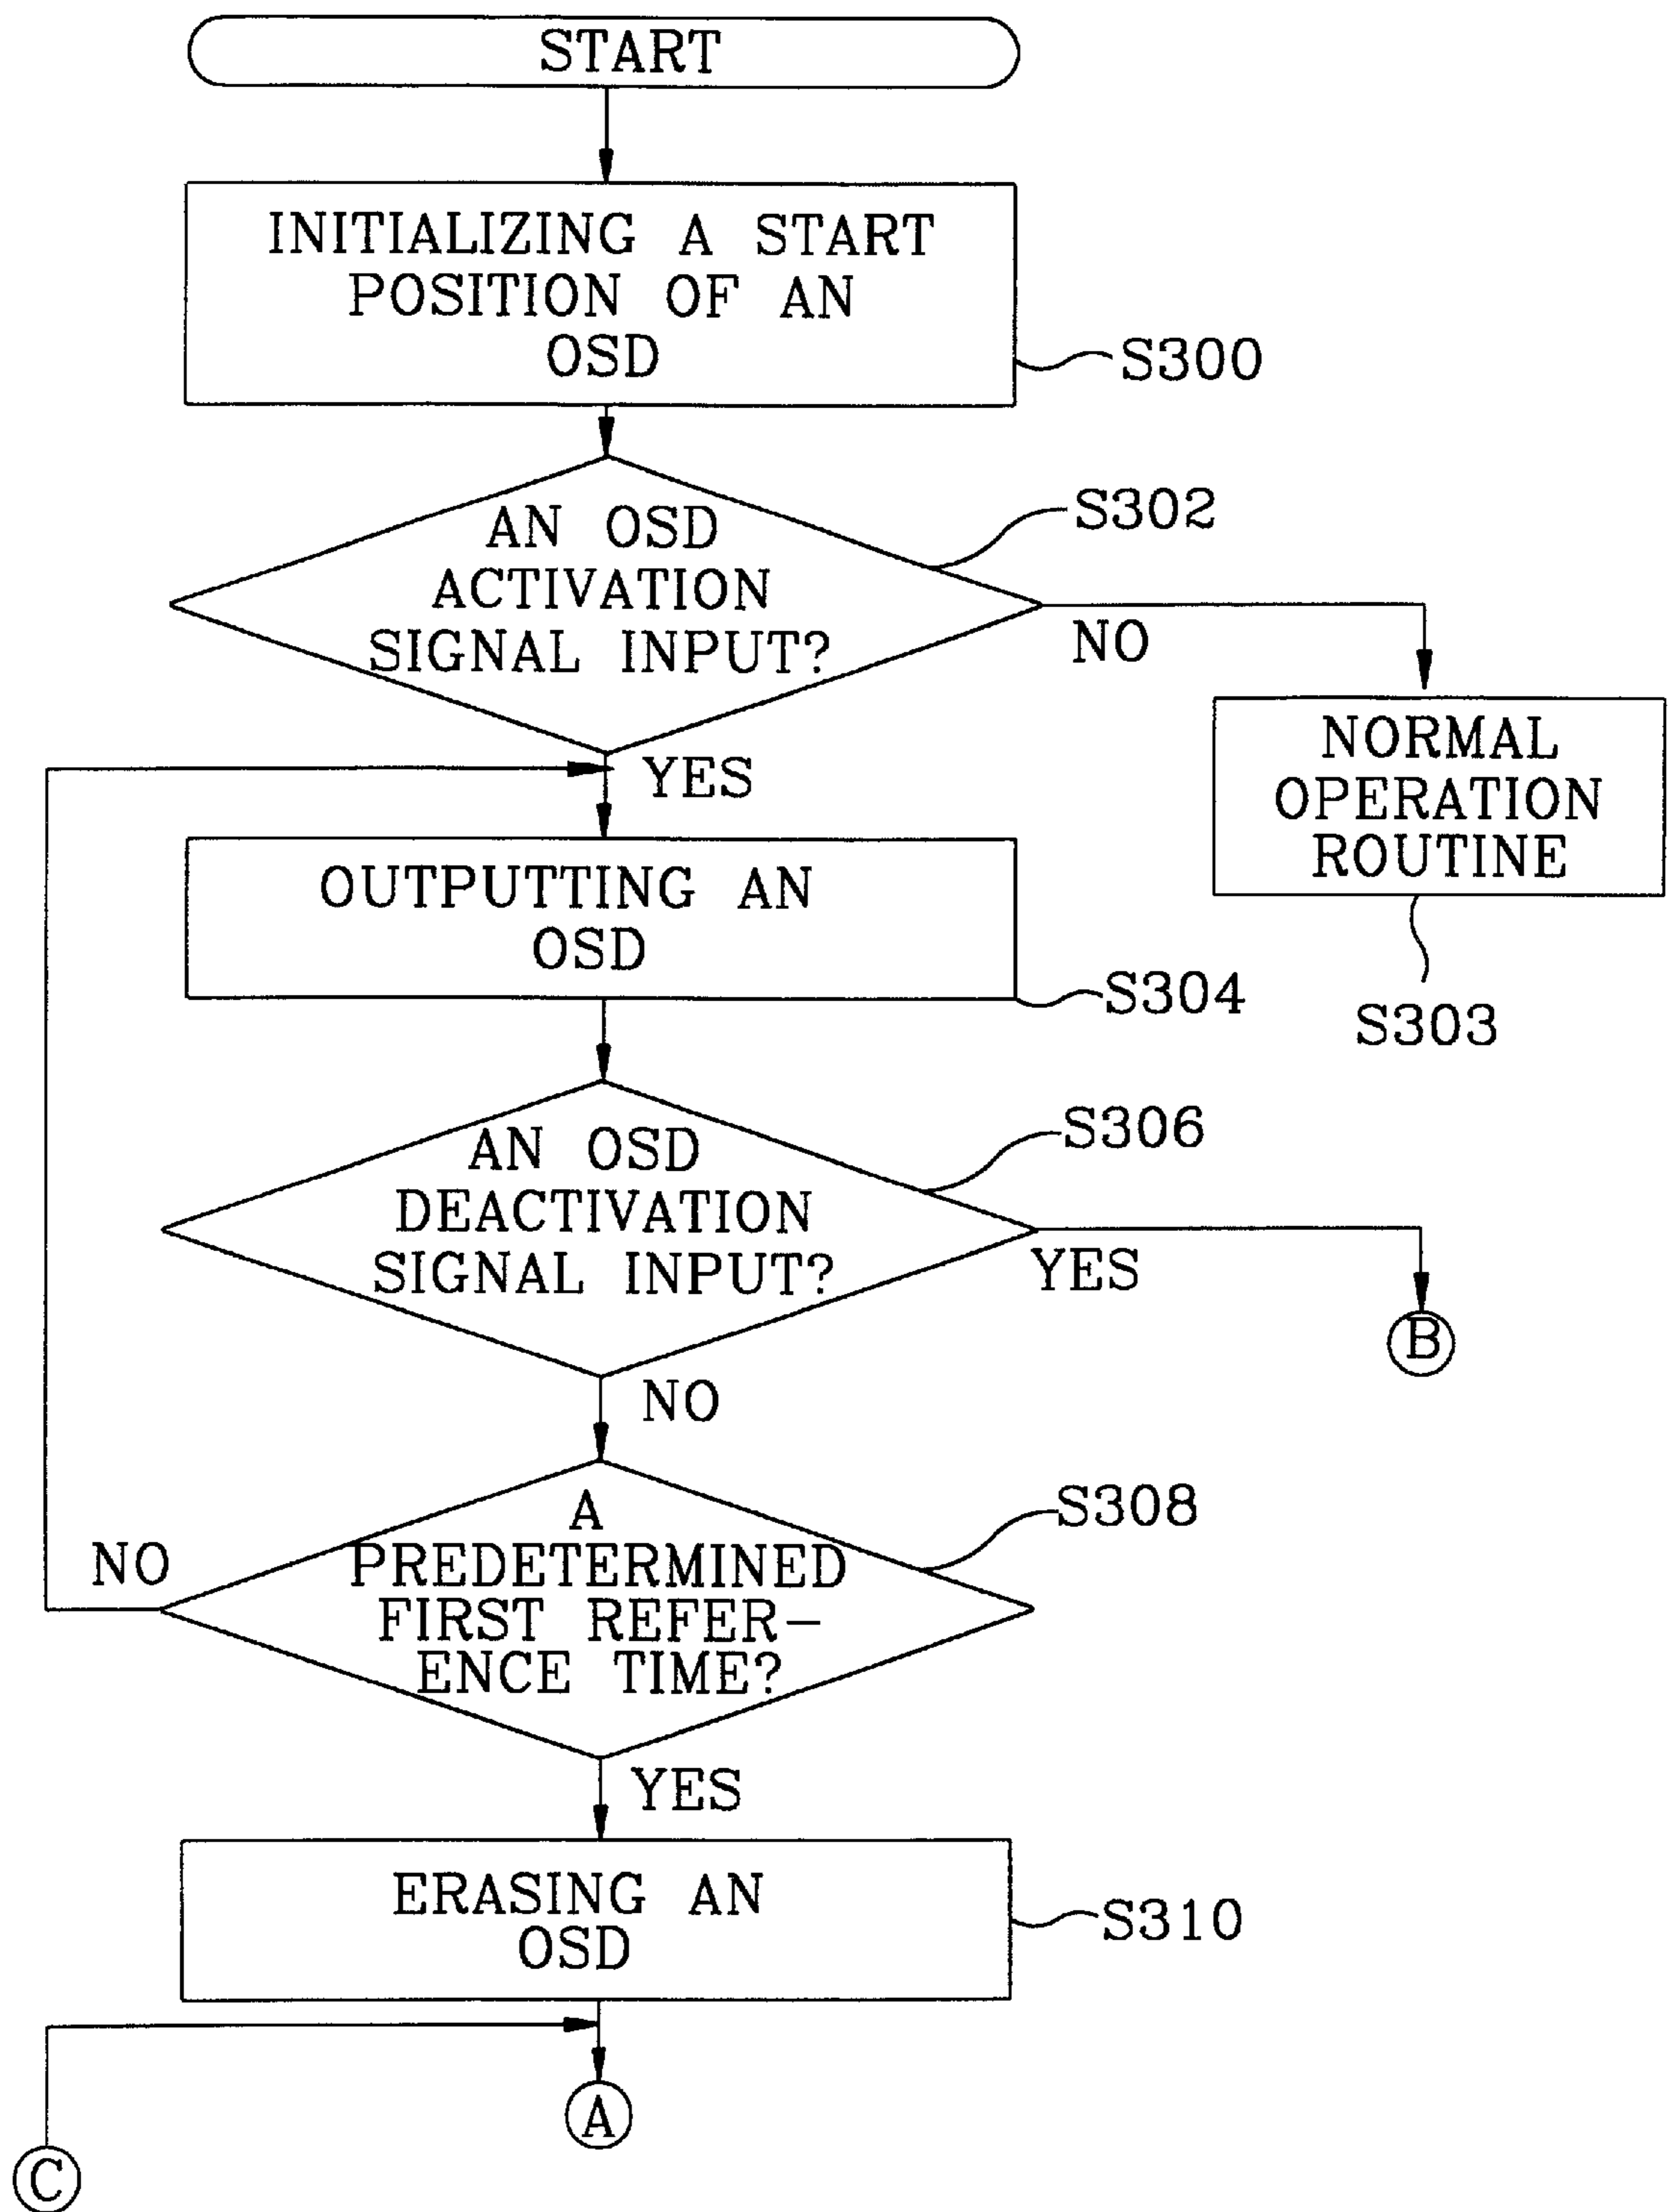 START
INITIALIZING A START
POSITION OF AN
OSD
S300
AN OSD
ACTIVATION
SIGNAL INPUT?
S302
NO
NORMAL
OPERATION
ROUTINE
S303
YES
OUTPUTTING AN
OSD
S304
AN OSD
DEACTIVATION
SIGNAL INPUT?
S306
YES
B
NO
A
PREDETERMINED
FIRST REFER-
ENCE TIME?
S308
NO
YES
ERASING AN
OSD
S310
A
C